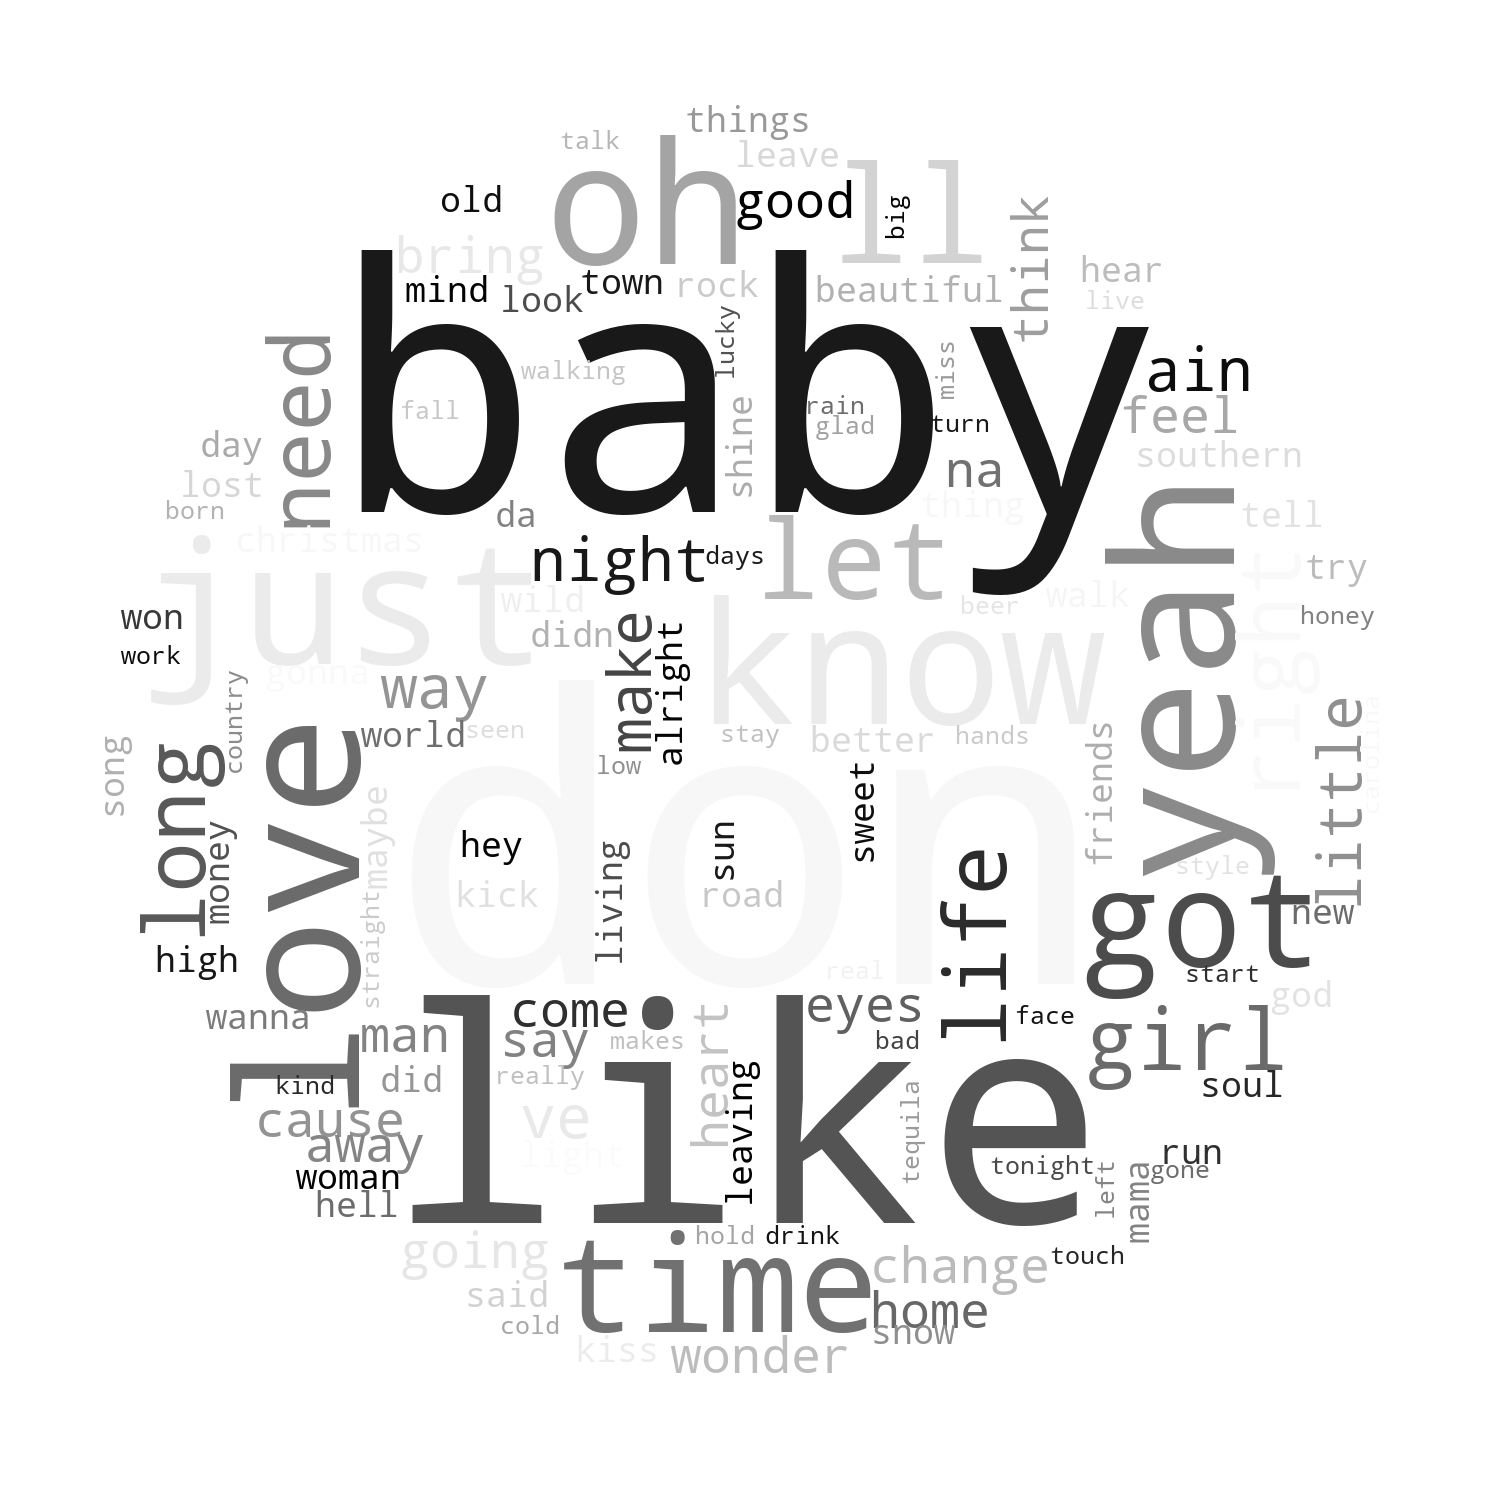 things
talk
leave
oh
ll
old
good
big
think
bring
hear
mind
look
town
rock
beautiful
live
baby
lucky
need
walking
miss
ain
fall
shine
rain
glad
turn
feel
day
na
southern
lost
thing
born
da
tell
christmas
night
days
let
yeah
just
right
try
wild
beer
walk
won
didn
know
honey
work
make
alright
gonna
way
country
world
seen
stay
better
hands
song
long
love
low
don
friends
little
carolina
sweet
maybe
hey
living
sun
life
style
money
kick
road
got
new
straight
high
real
start
god
wanna
come
eyes
face
man
say
makes
heart
bad
girl
did
really
kind
soul
like
leaving
tequila
cause
ve
away
light
tonight
run
woman
left
mama
gone
hell
going
hold
drink
time
change
touch
said
home
cold
snow
kiss
wonder